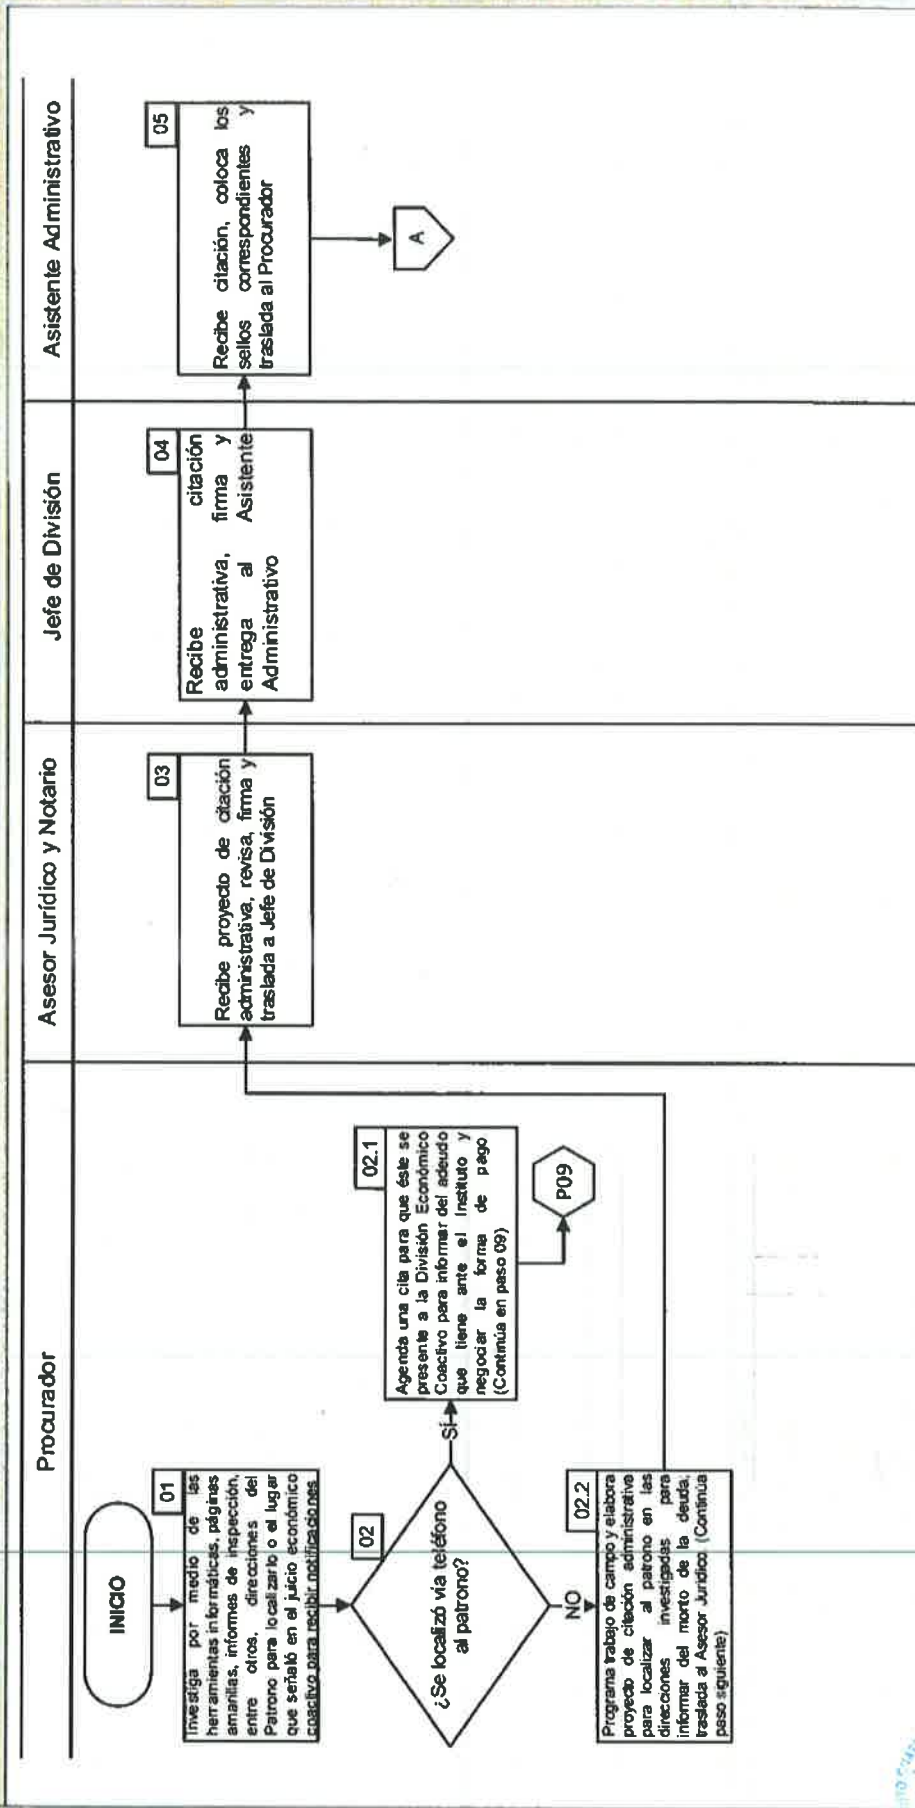 Procurador
Asesor Jurídico y Notario
Jefe de División
Asistente Administrativo
INICIO
01
Investiga por medio de las
herramientas informáticas, páginas
amarillas, informes de inspección,
entre otros, direcciones del
Patrono para localizarlo o el lugar
que señaló en el juicio económico
coactivo para recibir notificaciones
02
¿Se localizó vía teléfono
al patrono?
SÍ
02.1
Agenda una cita para que éste se
presente a la División Económico
Coactivo para informar del adeudo
que tiene ante el Instituto y
negociar la forma de pago
(Continúa en paso 09)
P09
NO
02.2
Programa trabajo de campo y elabora
proyecto de citación administrativa
para localizar al patrono en las
direcciones investigadas para
informar del monto de la deuda;
traslada al Asesor Jurídico. (Continúa
paso siguiente)
03
Recibe proyecto de citación
administrativa, revisa, firma y
traslada a Jefe de División
04
Recibe citación
administrativa, firma y
entrega al Asistente
Administrativo
05
Recibe citación, coloca los
sellos correspondientes y
traslada al Procurador
A